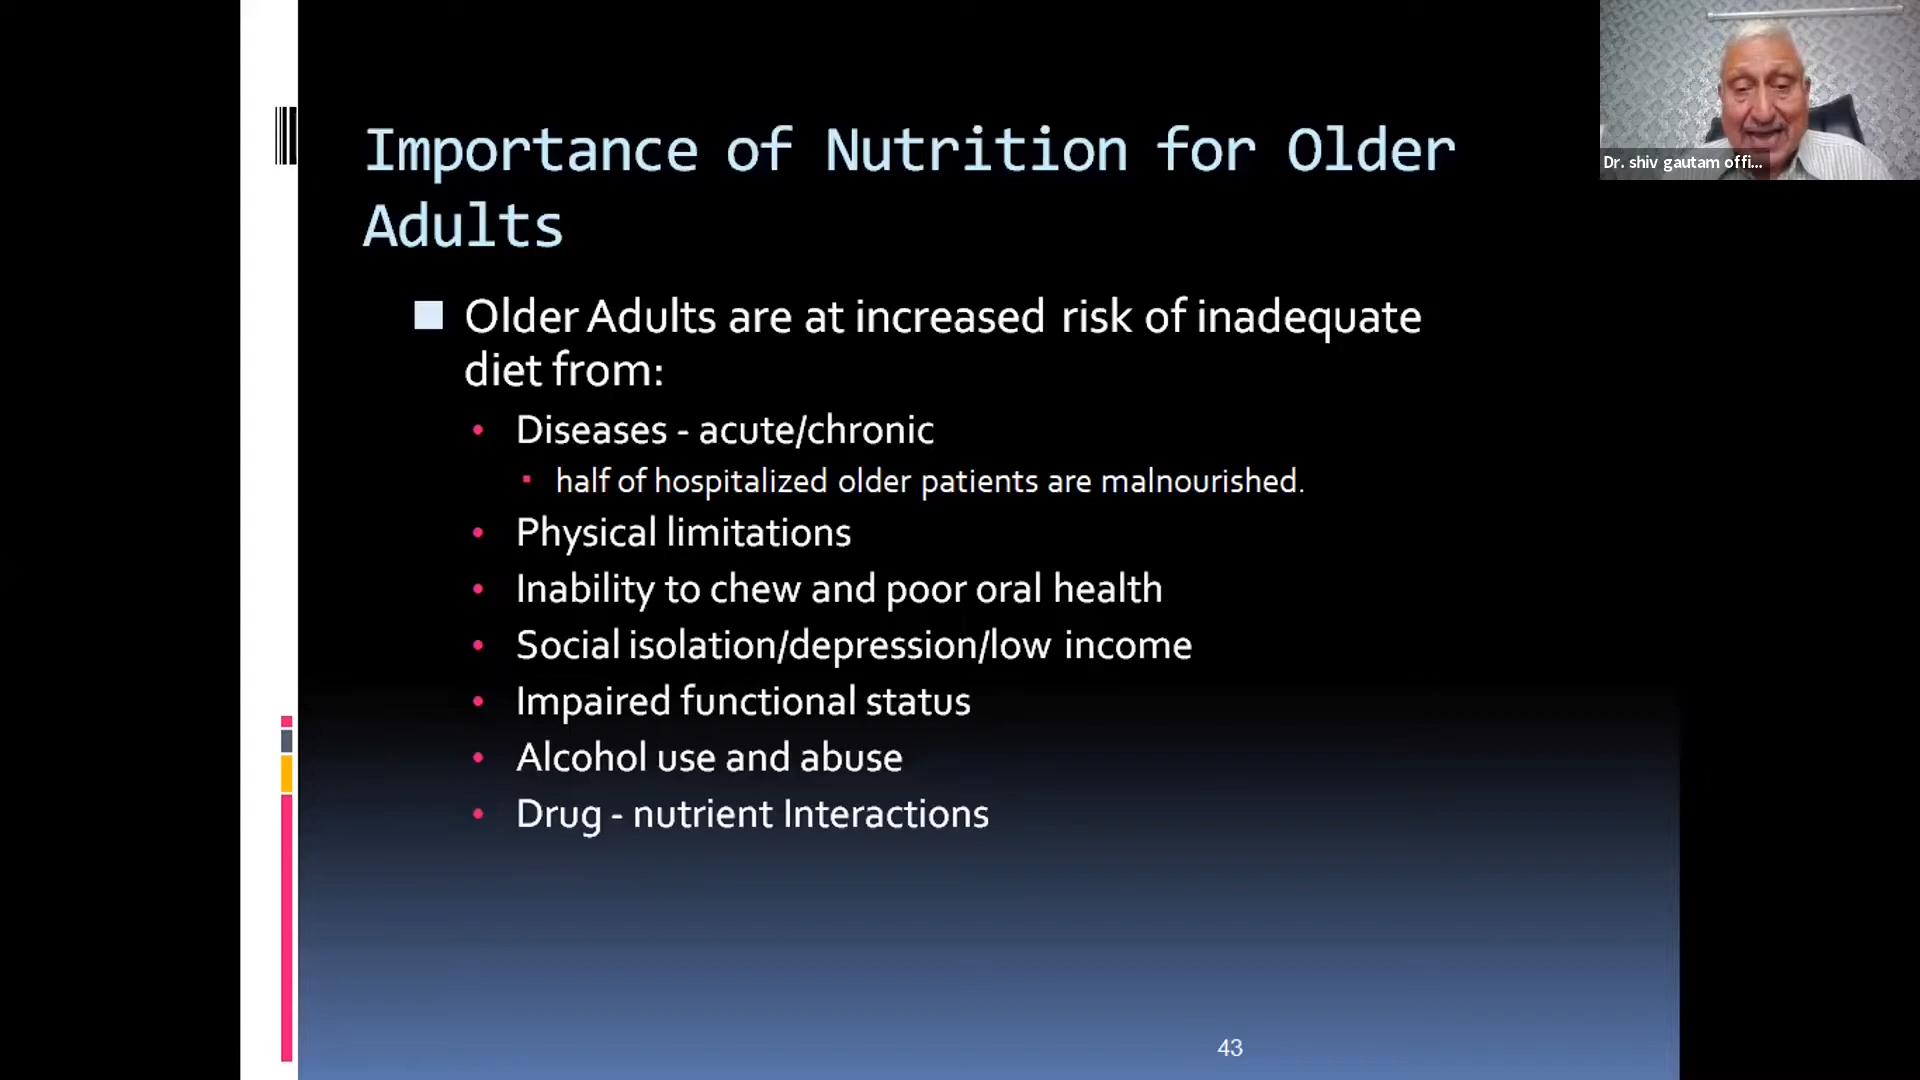 Dr. shiv gautam offi...
Importance of Nutrition for Older
Adults
Older Adults are at increased risk of inadequate
diet from:
Diseases - acute/chronic
half of hospitalized older patients are malnourished.
Physical limitations
Inability to chew and poor oral health
Social isolation/depression/low income
Impaired functional status
Alcohol use and abuse
Drug - nutrient Interactions
43